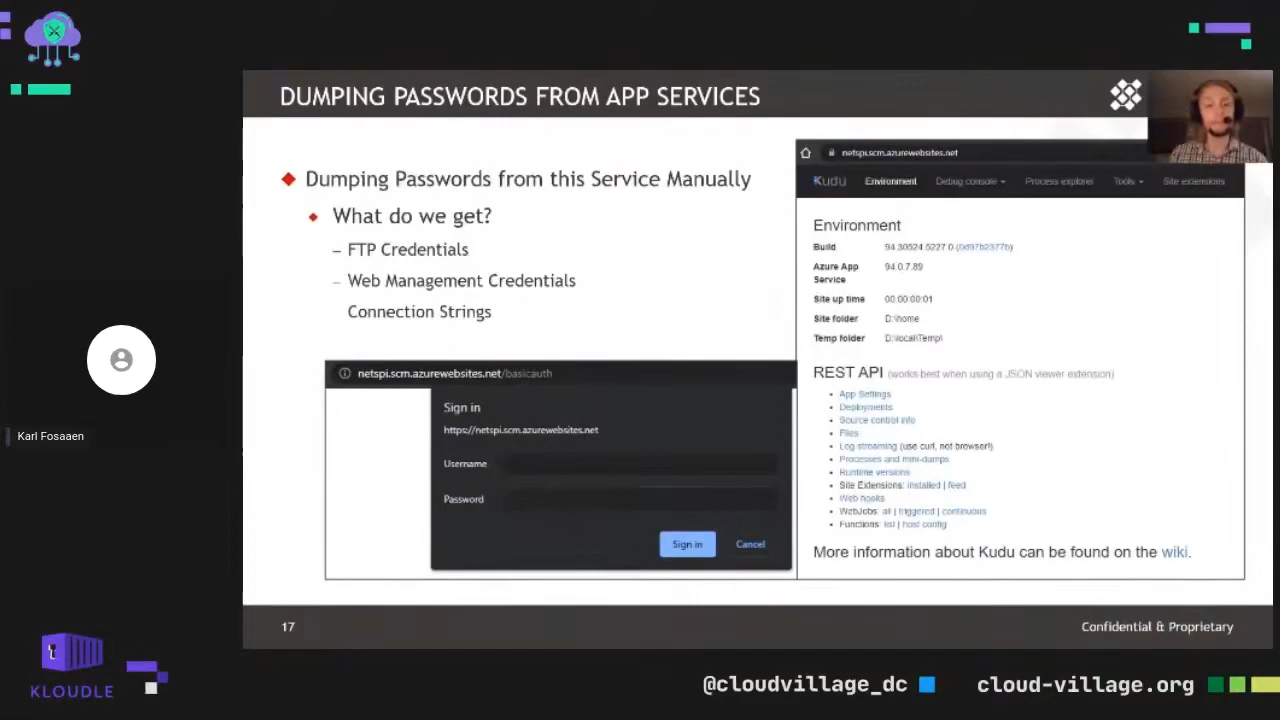 DUMPING PASSWORDS FROM APP SERVICES
Dumping Passwords from this Service Manually
What do we get?
– FTP Credentials
– Web Management Credentials
Connection Strings
netspi.scm.azurewebsites.net/basicauth
Sign in
https://netspi.scm.azurewebsites.net
Username
Password
Sign in Cancel
netspi.scm.azurewebsites.net
Kudu Environment Debug console Process explorer Tools Site extensions
Environment
Build 94.30524.5227.0 (0d97b2377b)
Azure App Service 94.0.7.89
Site up time 00:00:00:01
Site folder D:\home
Temp folder D:\local\Temp\
REST API (works best when using a JSON viewer extension)
App Settings
Deployments
Source control info
Files
Log streaming (use curl, not browser!)
Processes and mini-dumps
Runtime versions
Site Extensions: installed | feed
Web hooks
WebJobs: all | triggered | continuous
Functions: list | host config
More information about Kudu can be found on the wiki.
17
Confidential & Proprietary
Karl Fosaaen
KLOUDLE
@cloudvillage_dc
cloud-village.org